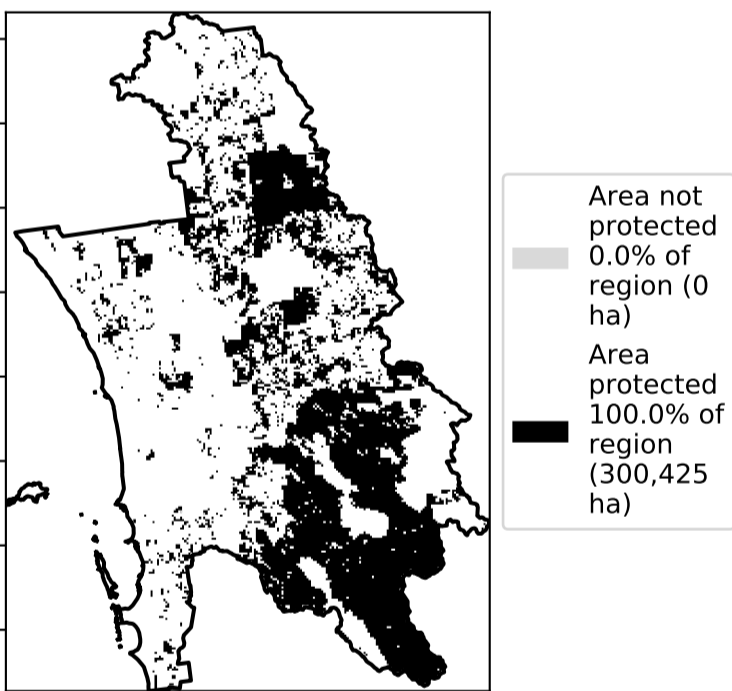 Area not
protected
0.0% of
region (0
ha)
Area
protected
100.0% of
region
(300,425
ha)